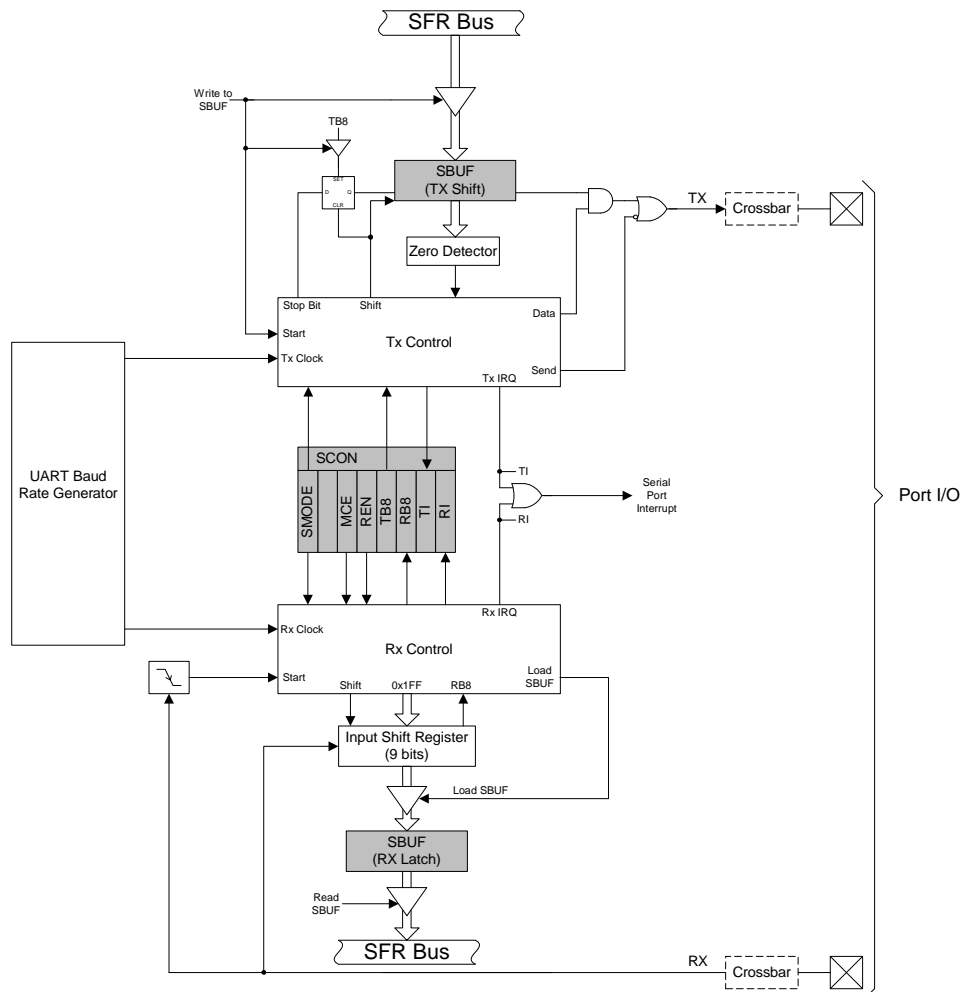 SFR Bus
Write to
SBUF
TB8
SET
D
Q
CLR
SBUF
(TX Shift)
TX
Crossbar
Zero Detector
Stop Bit
Shift
Data
Start
Tx Control
Tx Clock
Send
Tx IRQ
UART Baud
Rate Generator
SCON
SMODE
MCE
REN
TB8
RB8
TI
RI
TI
Serial
Port
Interrupt
RI
Port I/O
Rx IRQ
Rx Clock
Rx Control
Start
Load
SBUF
Shift
0x1FF
RB8
Input Shift Register
(9 bits)
Load SBUF
SBUF
(RX Latch)
Read
SBUF
SFR Bus
RX
Crossbar